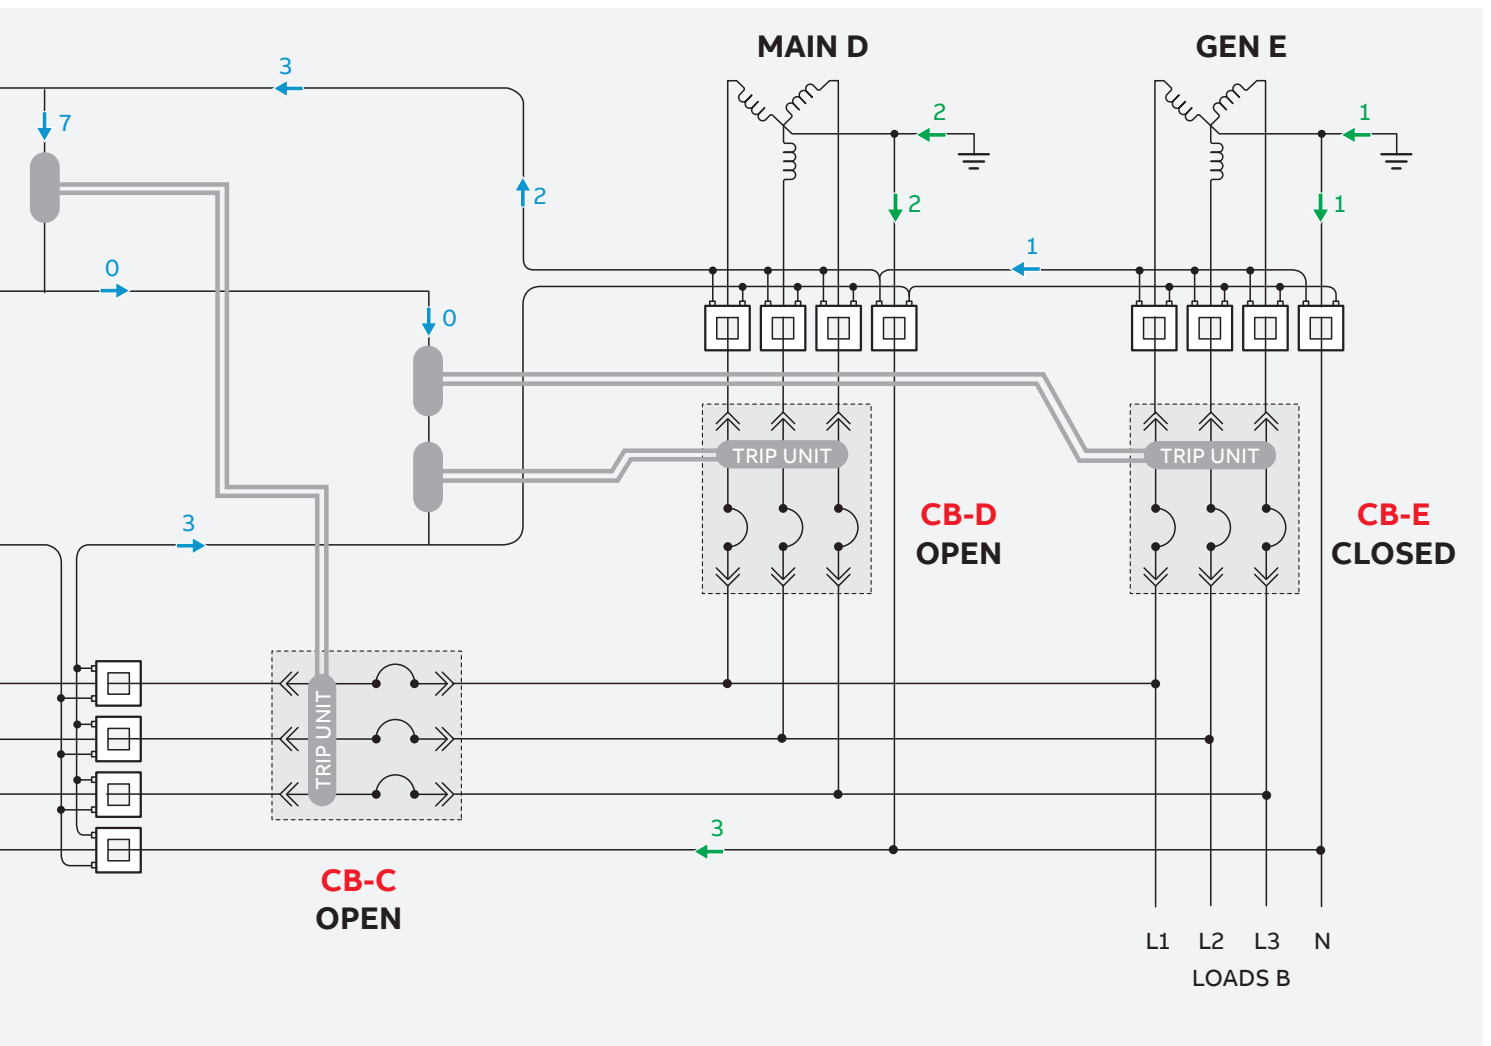 MAIN D
GEN E
3
7
2
1
2
2
1
1
0
0
TRIP UNIT
TRIP UNIT
CB-D
OPEN
CB-E
CLOSED
3
TRIP UNIT
3
CB-C
OPEN
L1 L2 L3 N
LOADS B